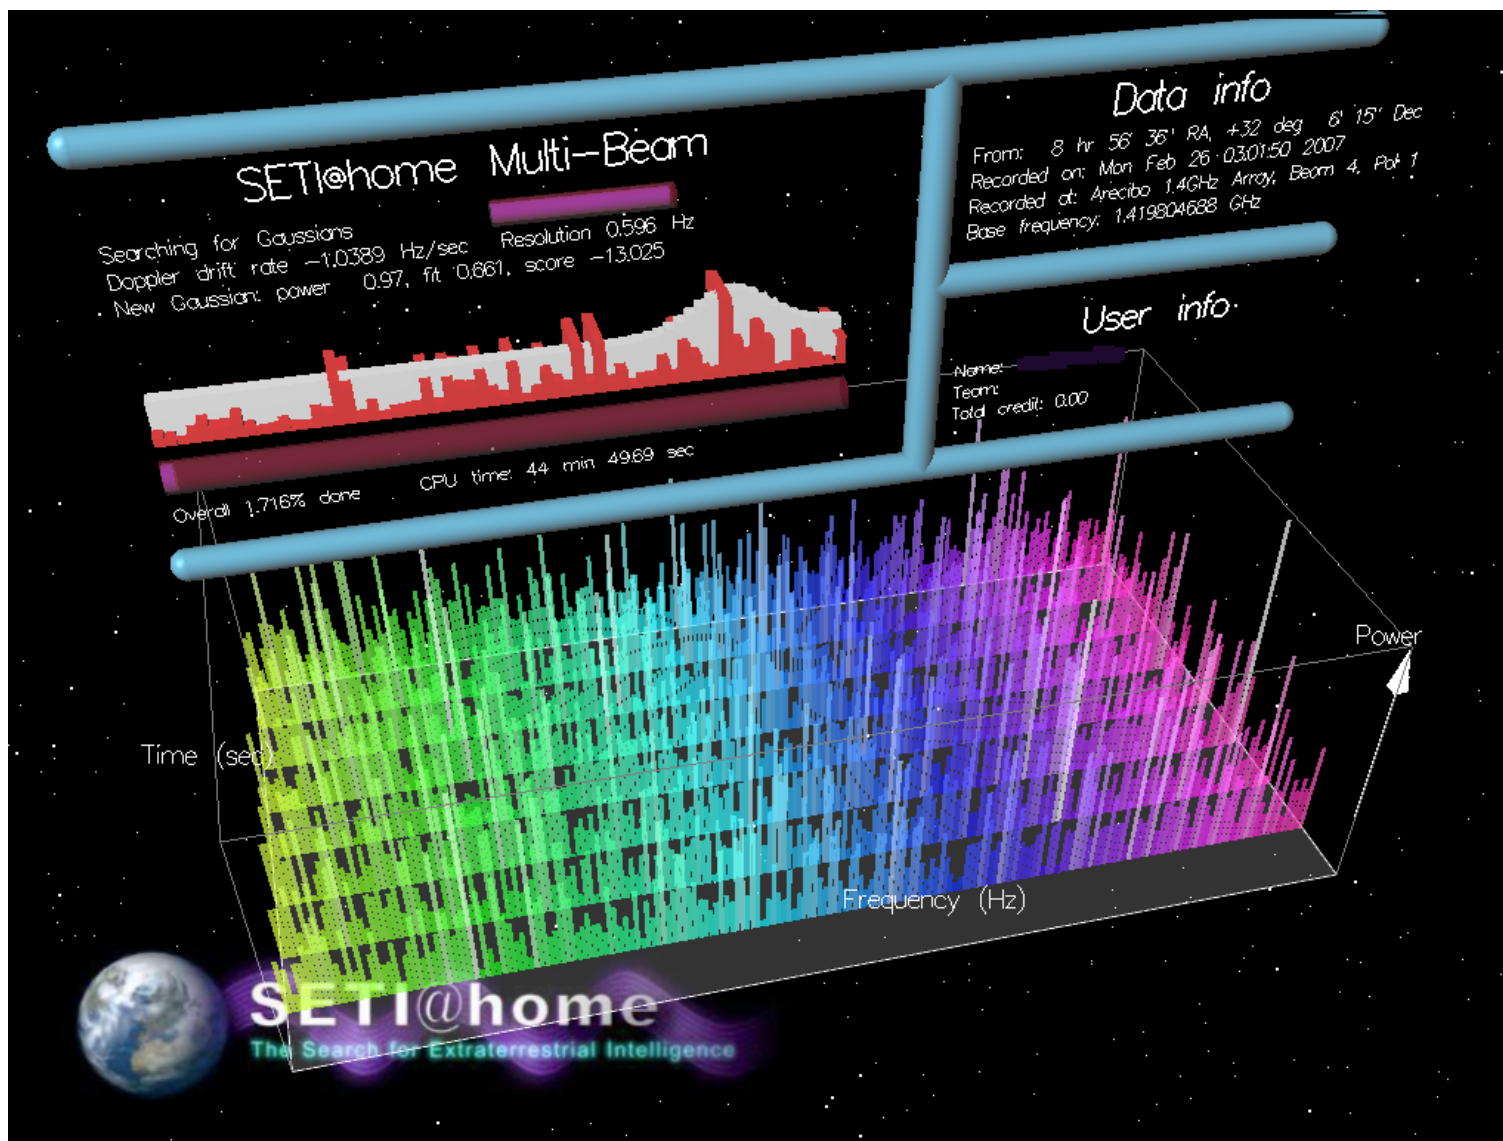 SETI@home Multi-Beam
Searching for Gaussians
Doppler drift rate -1.0389 Hz/sec Resolution 0.596 Hz
New Gaussian: power 0.97, fit 0.661, score -13.025
Overall 1.716% done CPU time: 44 min 49.69 sec
Data info
From: 8 hr 56' 36" RA, +32 deg 6' 15" Dec
Recorded on: Mon Feb 26 03:01:50 2007
Recorded at: Arecibo 1.4GHz Array, Beam 4, Pol 1
Base frequency: 1.419804688 GHz
User info
Name:
Team:
Total credit: 0.00
Power
Time (sec)
Frequency (Hz)
SETI@home
The Search for Extraterrestrial Intelligence